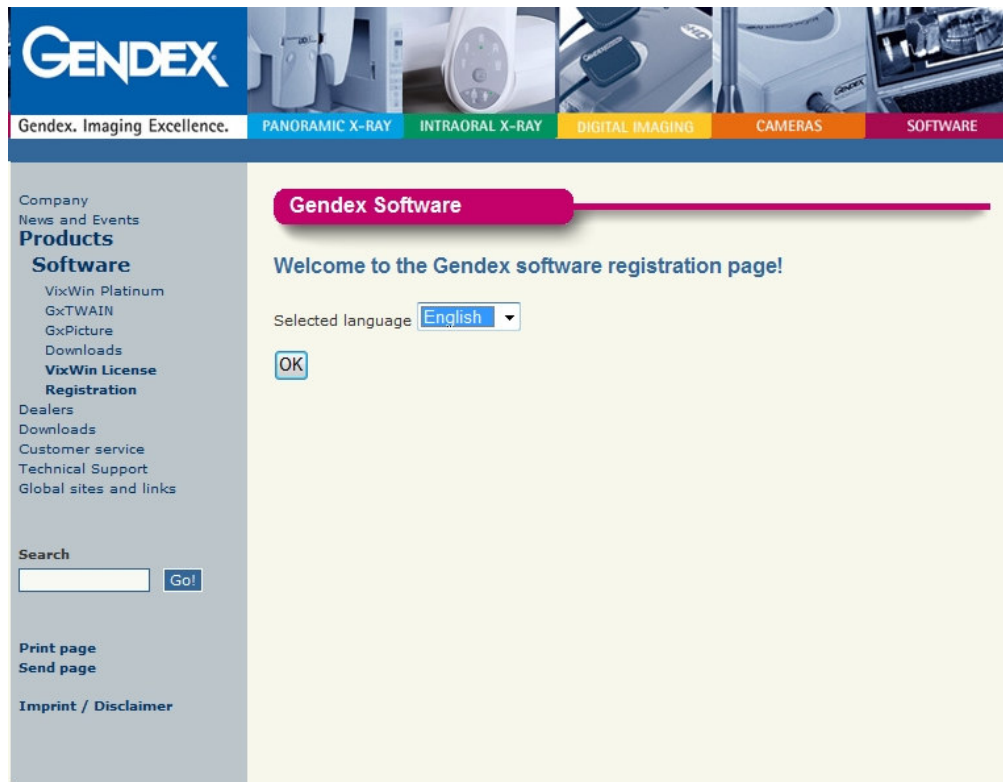 GENDEX
Gendex. Imaging Excellence.
PANORAMIC X-RAY
INTRAORAL X-RAY
DIGITAL IMAGING
CAMERAS
SOFTWARE
Company
News and Events
Products
Software
VixWin Platinum
GxTWAIN
GxPicture
Downloads
VixWin License
Registration
Dealers
Downloads
Customer service
Technical Support
Global sites and links
Search
Go!
Print page
Send page
Imprint / Disclaimer
Gendex Software
Welcome to the Gendex software registration page!
Selected language English
OK